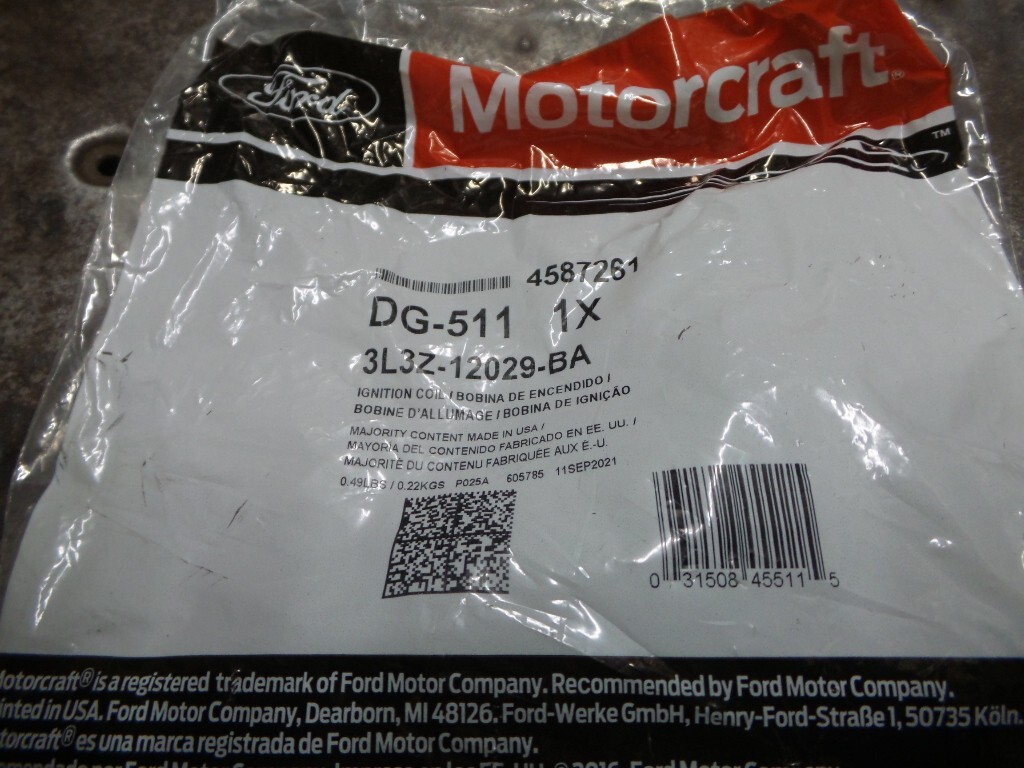 Ford Motorcraft®
TM
4587261
DG-511 1X
3L3Z-12029-BA
IGNITION COIL / BOBINA DE ENCENDIDO /
BOBINE D'ALLUMAGE / BOBINA DE IGNIÇÃO
MAJORITY CONTENT MADE IN USA /
MAYORIA DEL CONTENIDO FABRICADO EN EE. UU. /
MAJORITÉ DU CONTENU FABRIQUÉE AUX É.-U.
0.49LBS / 0.22KGS P025A 605785 11SEP2021
0 31508 45511 5
Motorcraft® is a registered trademark of Ford Motor Company. Recommended by Ford Motor Company.
inted in USA. Ford Motor Company, Dearborn, MI 48126. Ford-Werke GmbH, Henry-Ford-Straße 1, 50735 Köln.
torcraft® es una marca registrada de Ford Motor Company.